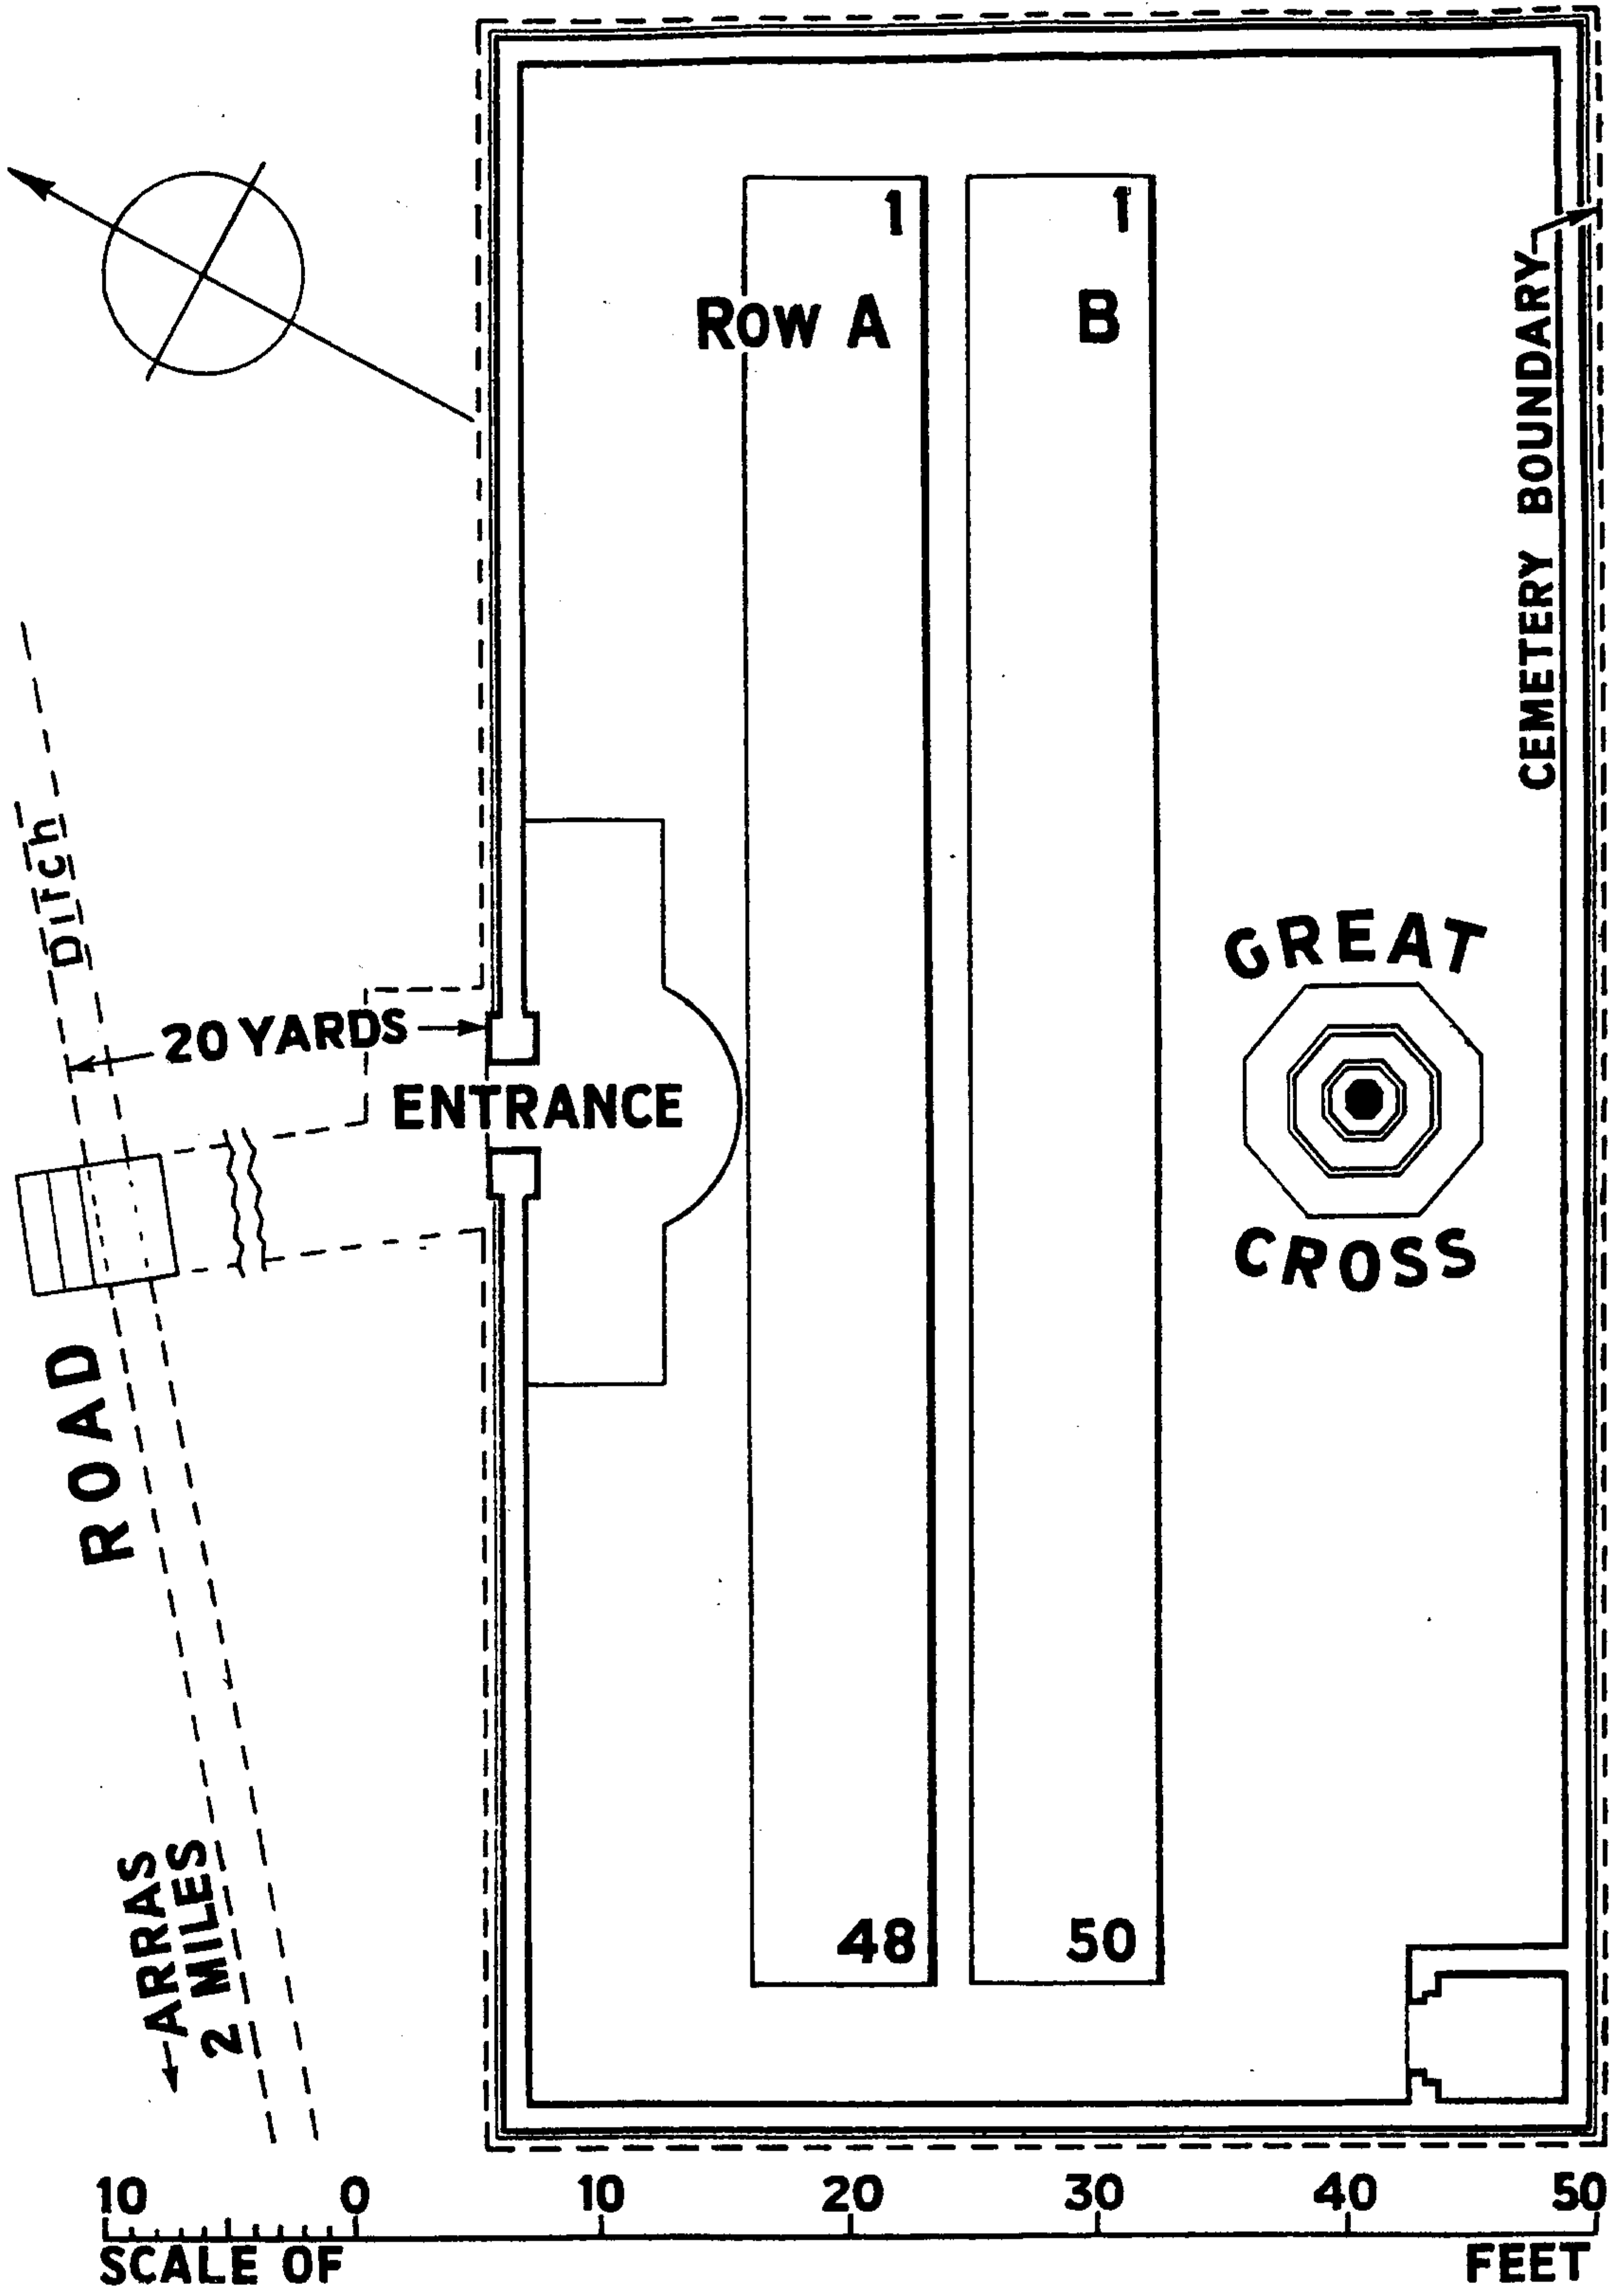 1
1
Row A
B
CEMETERY BOUNDARY
Ditch
GREAT
20 YARDS
ENTRANCE
CROSS
ROAD
ARRAS
2 MILES
48
50
10 0 10 20 30 40 50
SCALE OF FEET